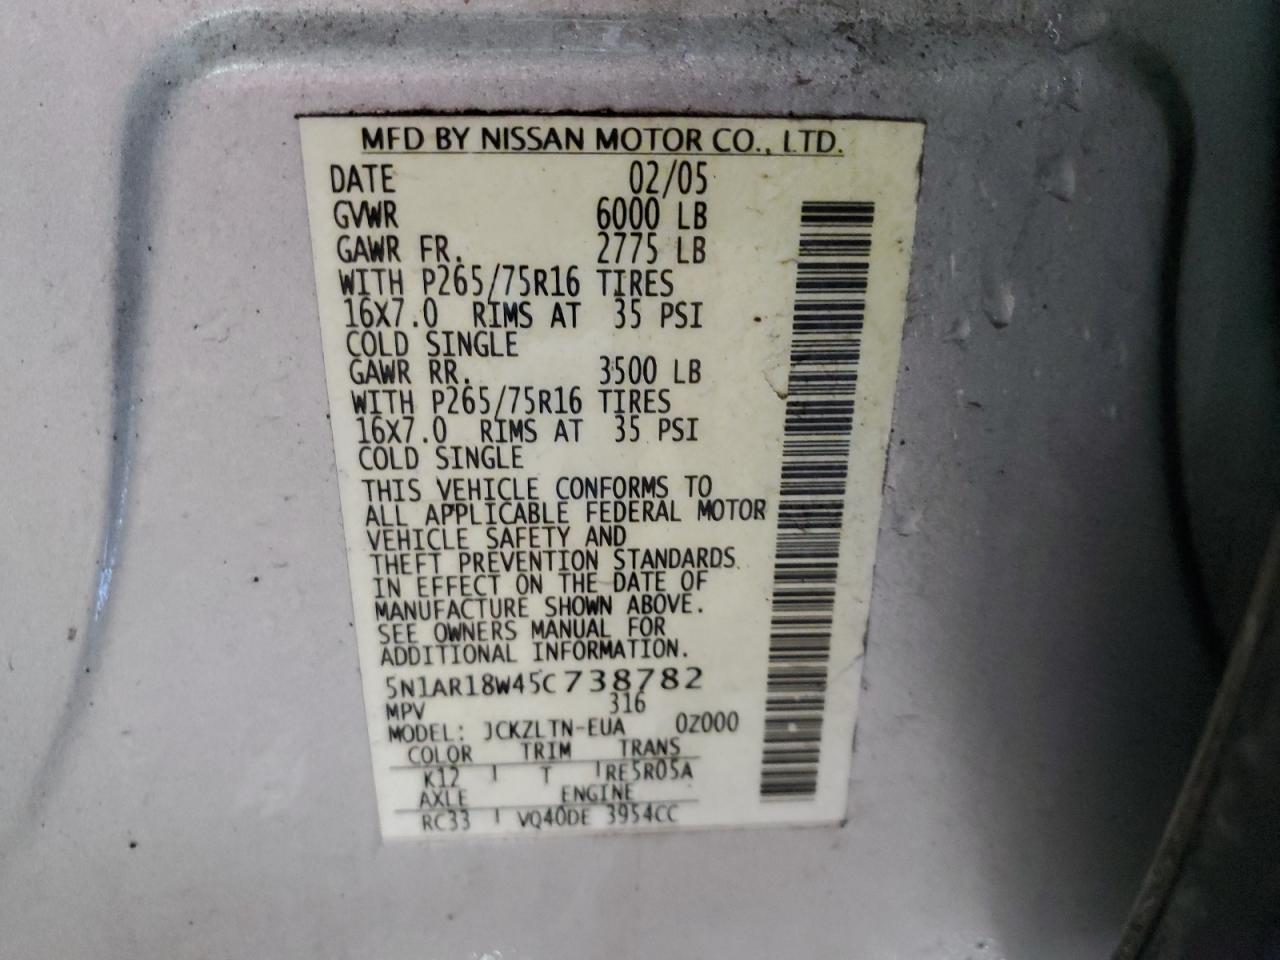 MFD BY NISSAN MOTOR CO., LTD.
DATE 02/05
GVWR 6000 LB
GAWR FR. 2775 LB
WITH P265/75R16 TIRES
16X7.0 RIMS AT 35 PSI
COLD SINGLE
GAWR RR. 3500 LB
WITH P265/75R16 TIRES
16X7.0 RIMS AT 35 PSI
COLD SINGLE
THIS VEHICLE CONFORMS TO
ALL APPLICABLE FEDERAL MOTOR
VEHICLE SAFETY AND
THEFT PREVENTION STANDARDS
IN EFFECT ON THE DATE OF
MANUFACTURE SHOWN ABOVE.
SEE OWNERS MANUAL FOR
ADDITIONAL INFORMATION.
5N1AR18W45C738782
MPV 316
MODEL: JCKZLTN-EUA 0Z000
COLOR TRIM TRANS
K12 T RE5R05A
AXLE ENGINE
RC33 VQ40DE 3954CC